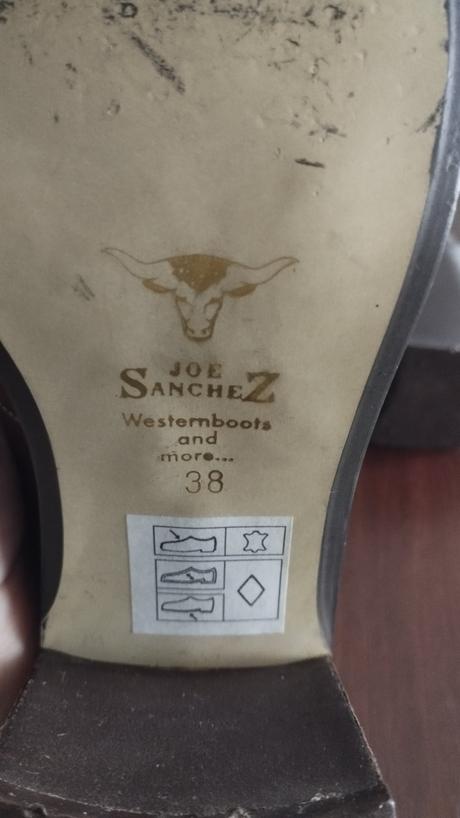 JOE
SANCHEZ
Westernboots
and
more...
38